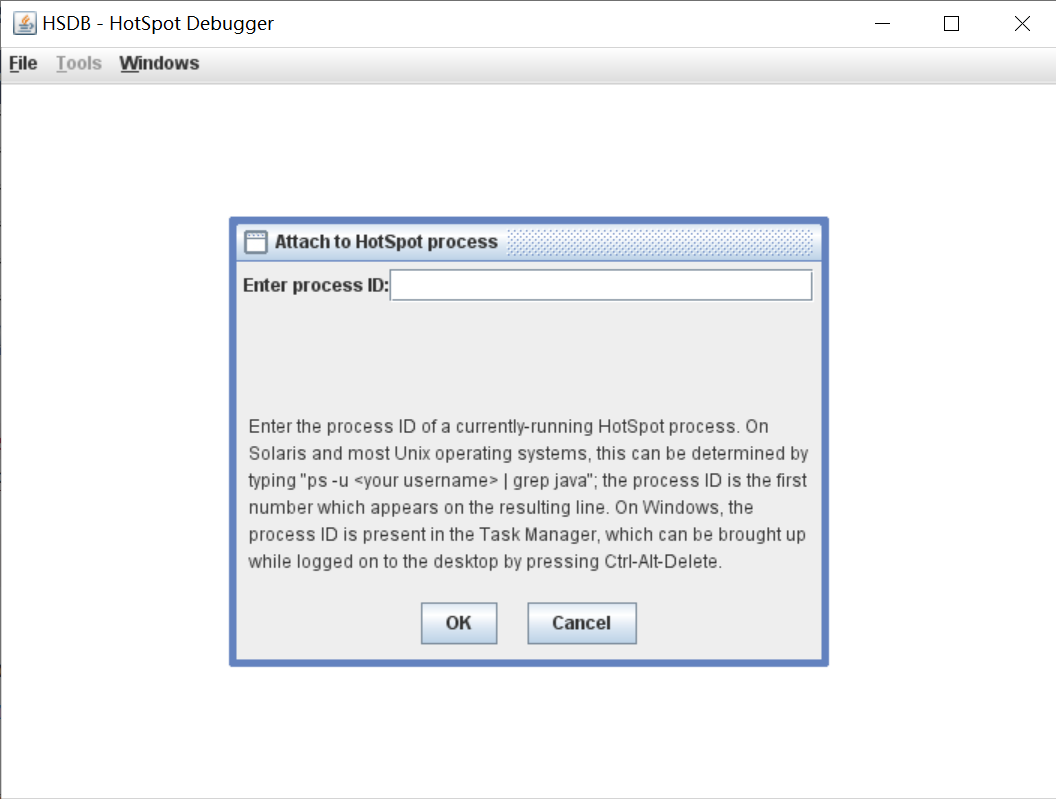 HSDB - HotSpot Debugger
File Tools Windows
Attach to HotSpot process
Enter process ID:
Enter the process ID of a currently-running HotSpot process. On
Solaris and most Unix operating systems, this can be determined by
typing "ps -u <your username> | grep java"; the process ID is the first
number which appears on the resulting line. On Windows, the
process ID is present in the Task Manager, which can be brought up
while logged on to the desktop by pressing Ctrl-Alt-Delete.
OK Cancel